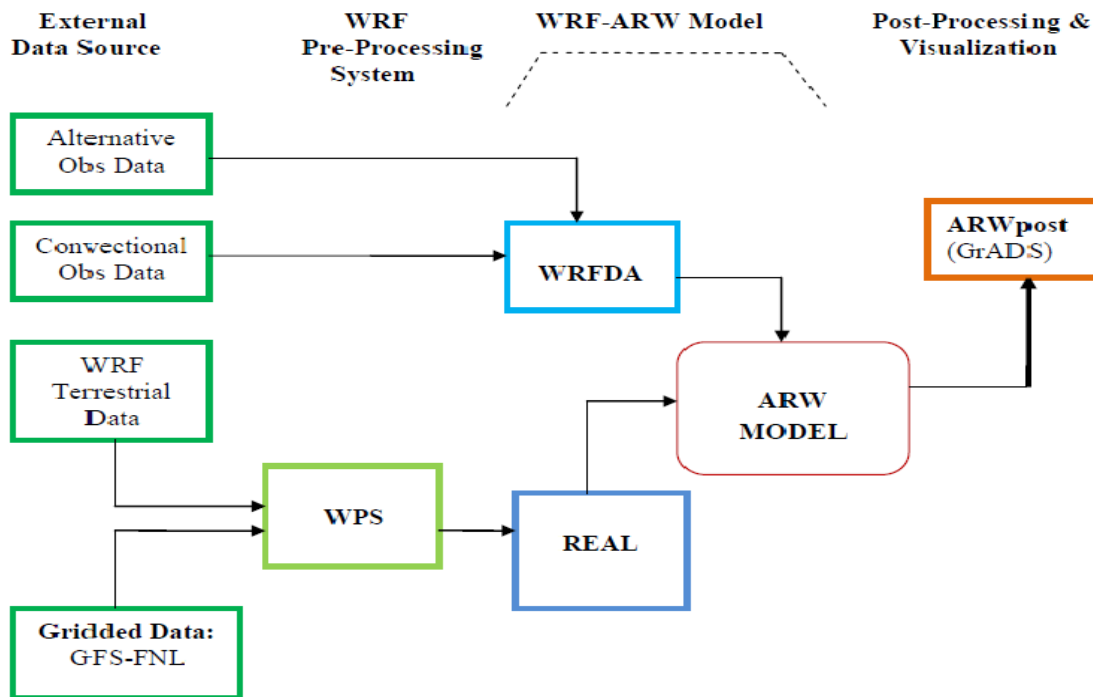 External
Data Source
WRF
Pre-Processing
System
WRF-ARW Model
Post-Processing &
Visualization
Alternative
Obs Data
Convectional
Obs Data
WRFDA
ARWpost
(GrADS)
WRF
Terrestrial
Data
ARW
MODEL
WPS
REAL
Gridded Data:
GFS-FNL